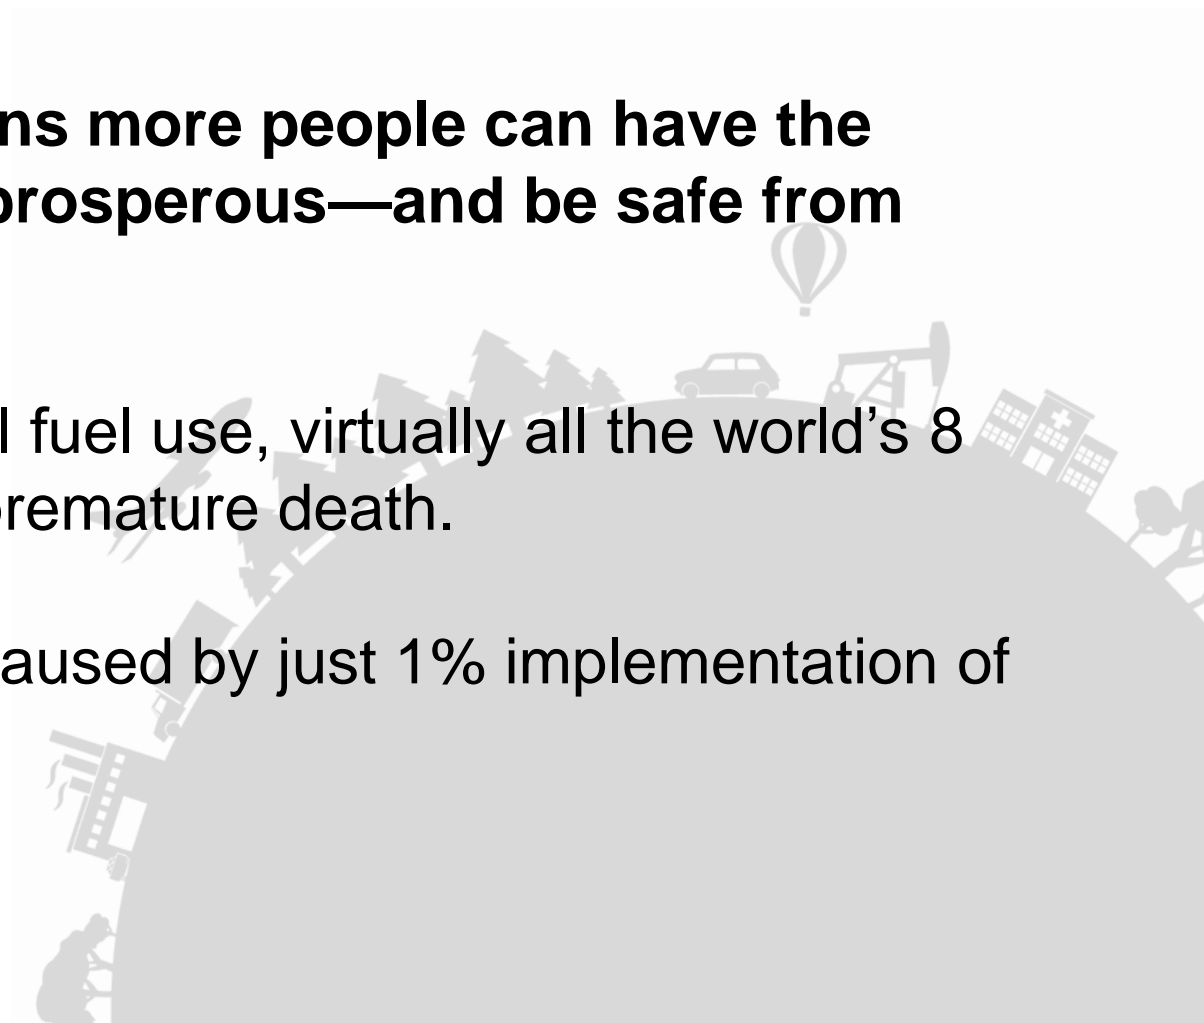 ns more people can have the
prosperous—and be safe from
l fuel use, virtually all the world’s 8
premature death.
aused by just 1% implementation of